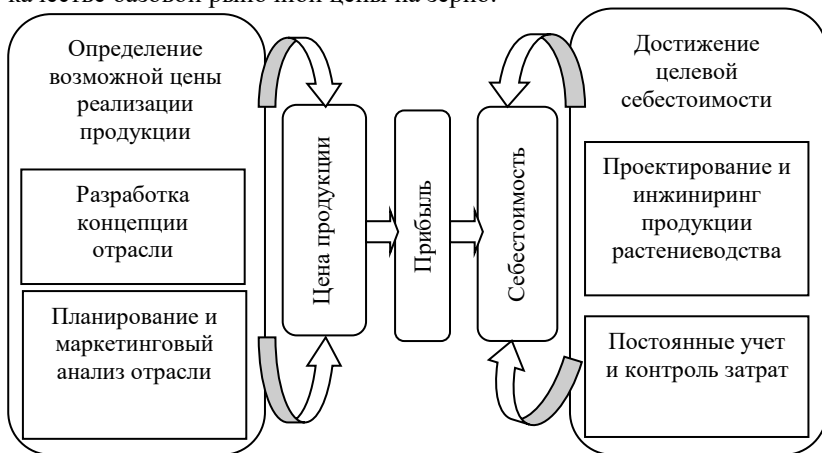 качестве базовой рыночной цены на зерно.
Определение
возможной цены
реализации
продукции
Разработка
концепции
отрасли
Планирование и
маркетинговый
анализ отрасли
Цена продукции
Прибыль
Себестоимость
Достижение
целевой
себестоимости
Проектирование и
инжиниринг
продукции
растениеводства
Постоянные учет
и контроль затрат